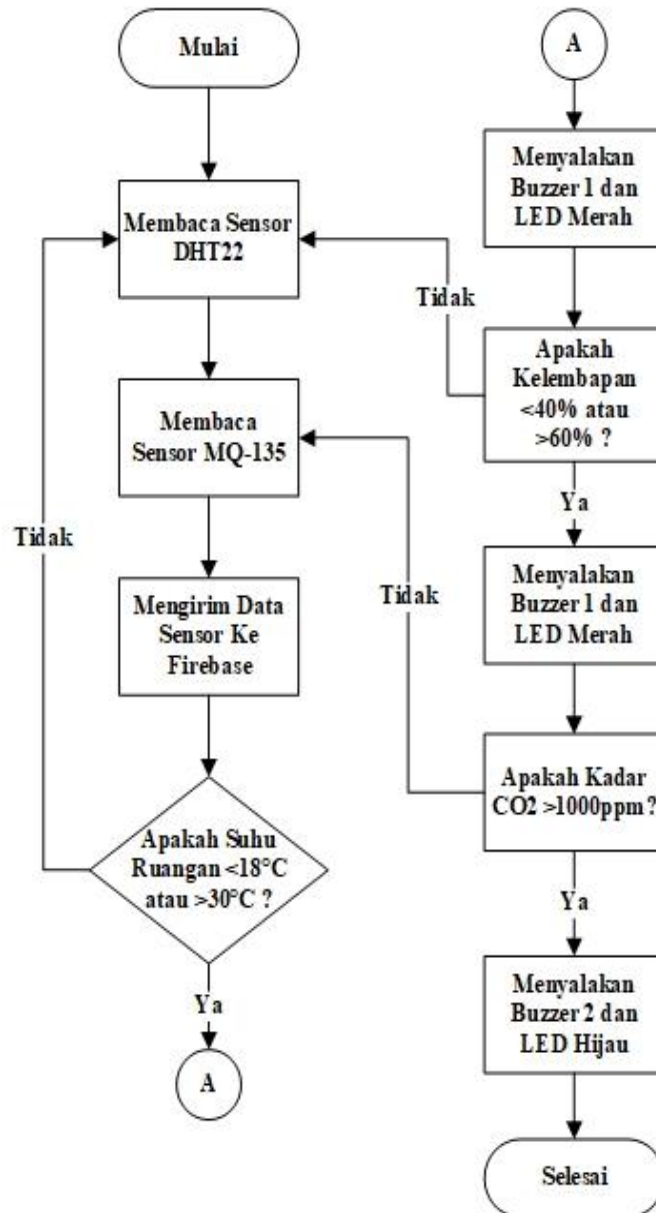 Mulai
Membaca Sensor
DHT22
Membaca
Sensor MQ-135
Tidak
Mengirim Data
Sensor Ke
Firebase
Apakah Suhu
Ruangan <18°C
atau >30°C ?
Ya
A
A
Menyalakan
Buzzer 1 dan
LED Merah
Tidak
Apakah
Kelembapan
<40% atau
>60% ?
Ya
Menyalakan
Buzzer 1 dan
LED Merah
Tidak
Apakah Kadar
CO2 >1000ppm?
Ya
Menyalakan
Buzzer 2 dan
LED Hijau
Selesai